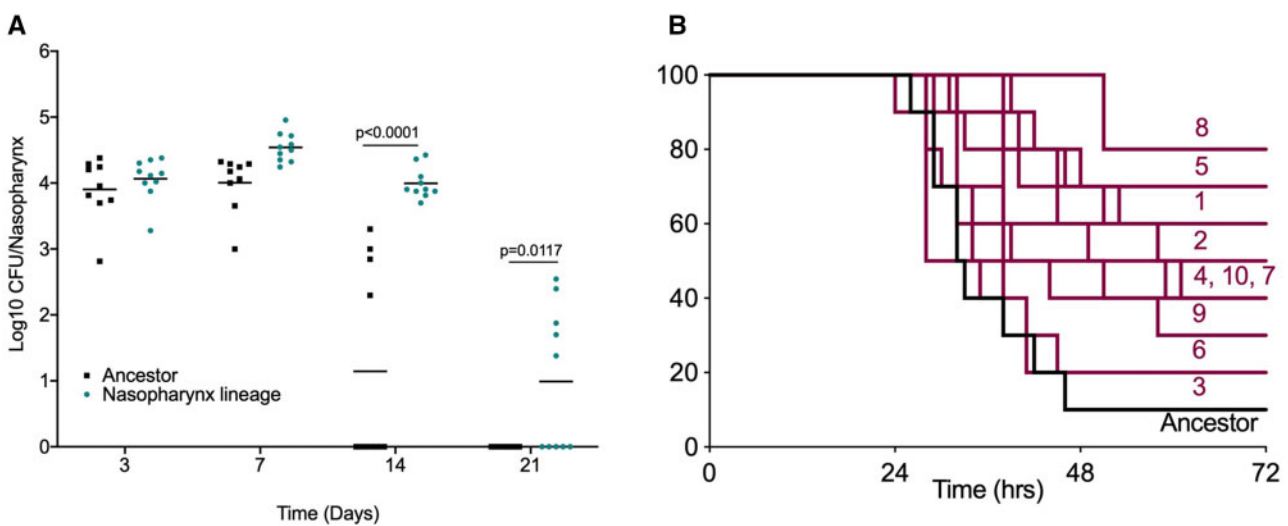 A
6
5
4
3
2
1
0
Log10 CFU/Nasopharynx
p<0.0001
p=0.0117
Ancestor
Nasopharynx lineage
3 7 14 21
Time (Days)
B
100
80
60
40
20
0
8
5
1
2
4, 10, 7
9
6
3
Ancestor
0 24 48 72
Time (hrs)